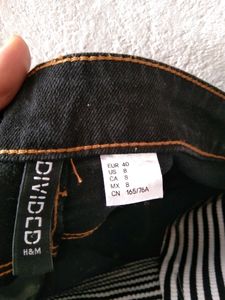 DIVIDED
H&M
EUR 40
US 8
CA 8
MX 8
CN 165/76A